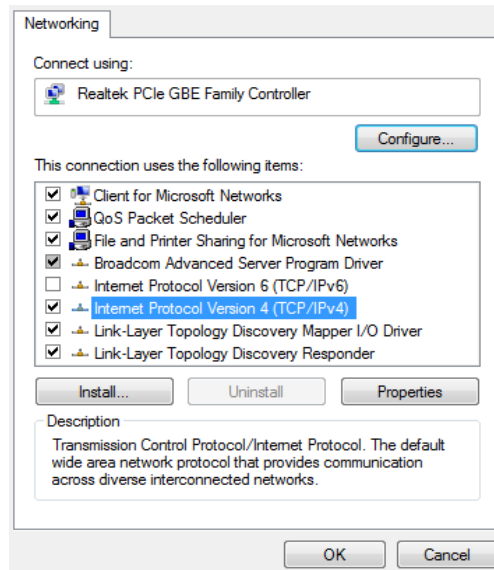 Networking
Connect using:
Realtek PCIe GBE Family Controller
Configure...
This connection uses the following items:
Client for Microsoft Networks
QoS Packet Scheduler
File and Printer Sharing for Microsoft Networks
Broadcom Advanced Server Program Driver
Internet Protocol Version 6 (TCP/IPv6)
Internet Protocol Version 4 (TCP/IPv4)
Link-Layer Topology Discovery Mapper I/O Driver
Link-Layer Topology Discovery Responder
Install... Uninstall Properties
Description
Transmission Control Protocol/Internet Protocol. The default
wide area network protocol that provides communication
across diverse interconnected networks.
OK Cancel